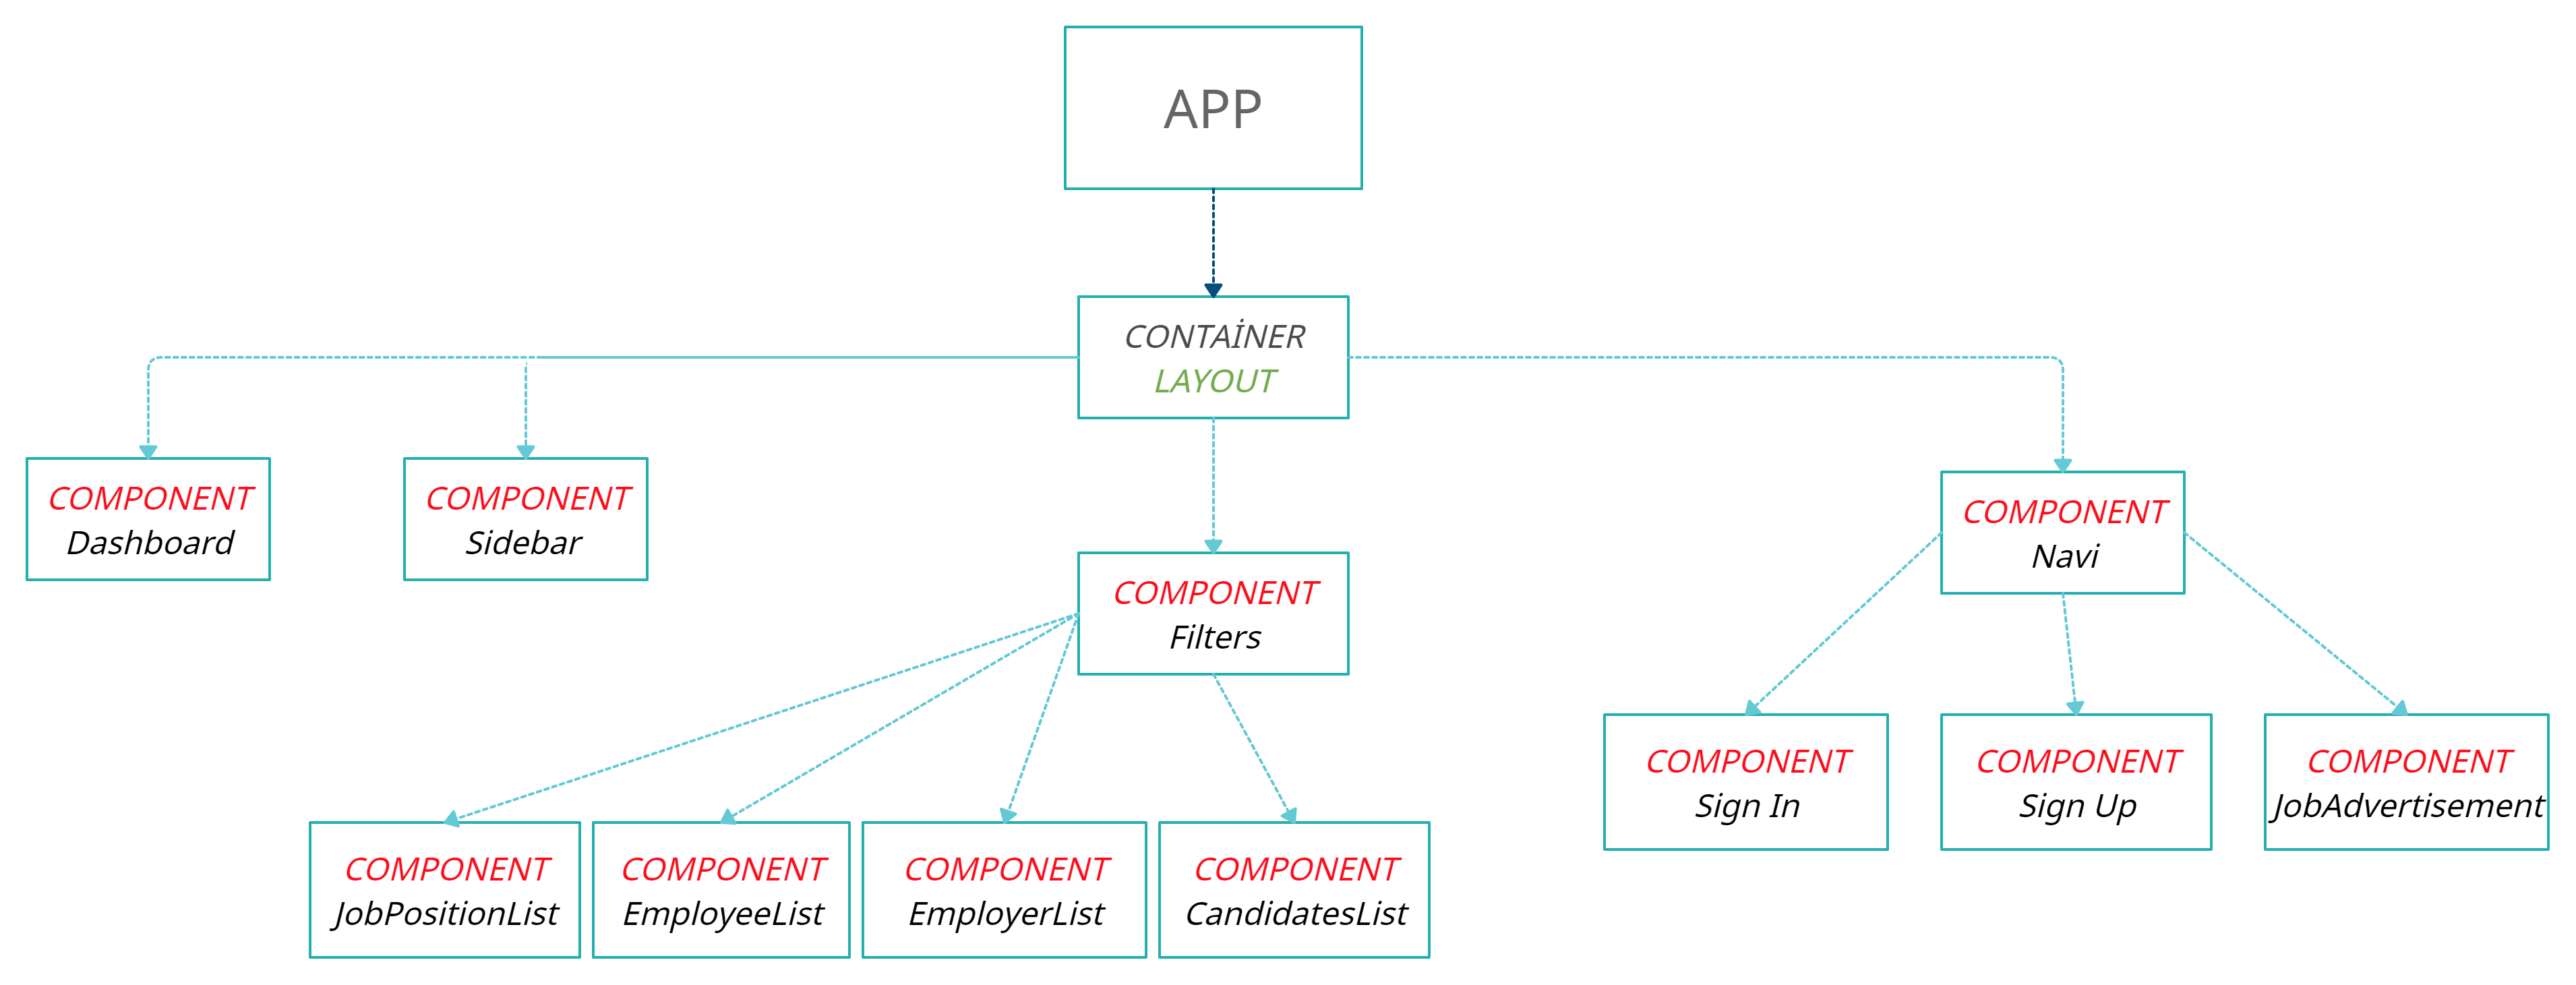 APP
CONTAİNER
LAYOUT
COMPONENT
Dashboard
COMPONENT
Sidebar
COMPONENT
Filters
COMPONENT
Navi
COMPONENT
JobPositionList
COMPONENT
EmployeeList
COMPONENT
EmployerList
COMPONENT
CandidatesList
COMPONENT
Sign In
COMPONENT
Sign Up
COMPONENT
JobAdvertisement